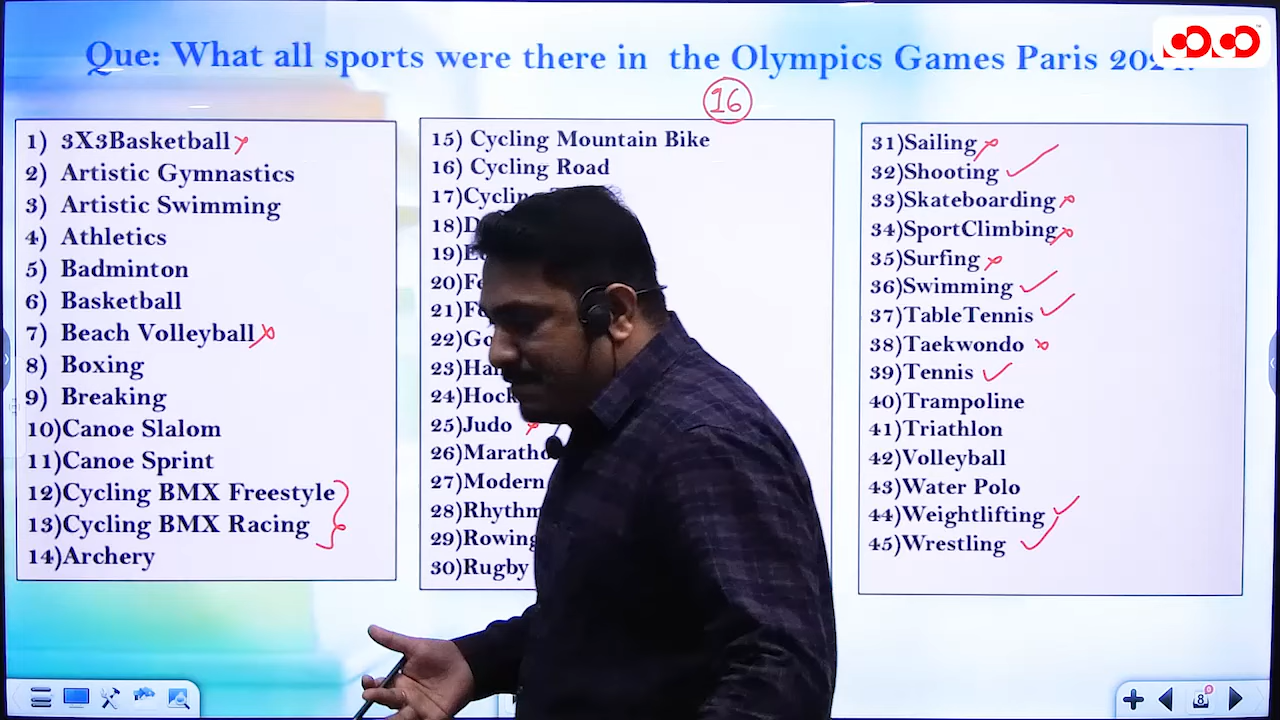 Que: What all sports were there in the Olympics Games Paris 2024?
16
1) 3X3Basketball
2) Artistic Gymnastics
3) Artistic Swimming
4) Athletics
5) Badminton
6) Basketball
7) Beach Volleyball
8) Boxing
9) Breaking
10)Canoe Slalom
11)Canoe Sprint
12)Cycling BMX Freestyle
13)Cycling BMX Racing
14)Archery
15) Cycling Mountain Bike
16) Cycling Road
17)
18)
19)
20)
21)
22)
23)
24)
25)Judo
26)
27)Modern
28)
29)Rowing
30)Rugby
31)Sailing
32)Shooting
33)Skateboarding
34)SportClimbing
35)Surfing
36)Swimming
37)TableTennis
38)Taekwondo
39)Tennis
40)Trampoline
41)Triathlon
42)Volleyball
43)Water Polo
44)Weightlifting
45)Wrestling
8